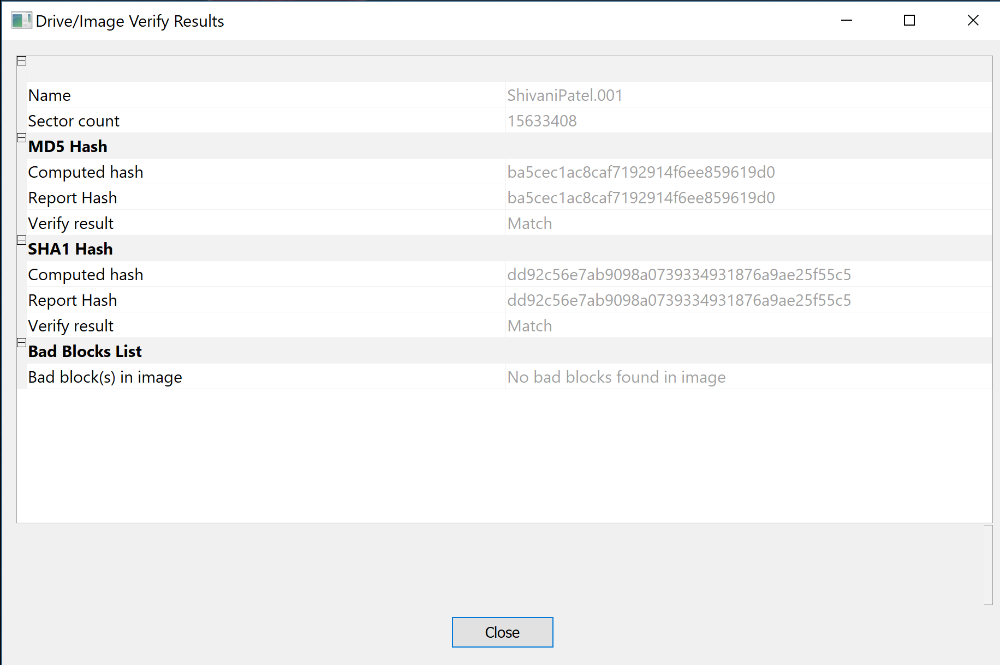 Drive/Image Verify Results
Name ShivaniPatel.001
Sector count 15633408
MD5 Hash
Computed hash ba5cec1ac8caf7192914f6ee859619d0
Report Hash ba5cec1ac8caf7192914f6ee859619d0
Verify result Match
SHA1 Hash
Computed hash dd92c56e7ab9098a0739334931876a9ae25f55c5
Report Hash dd92c56e7ab9098a0739334931876a9ae25f55c5
Verify result Match
Bad Blocks List
Bad block(s) in image No bad blocks found in image
Close